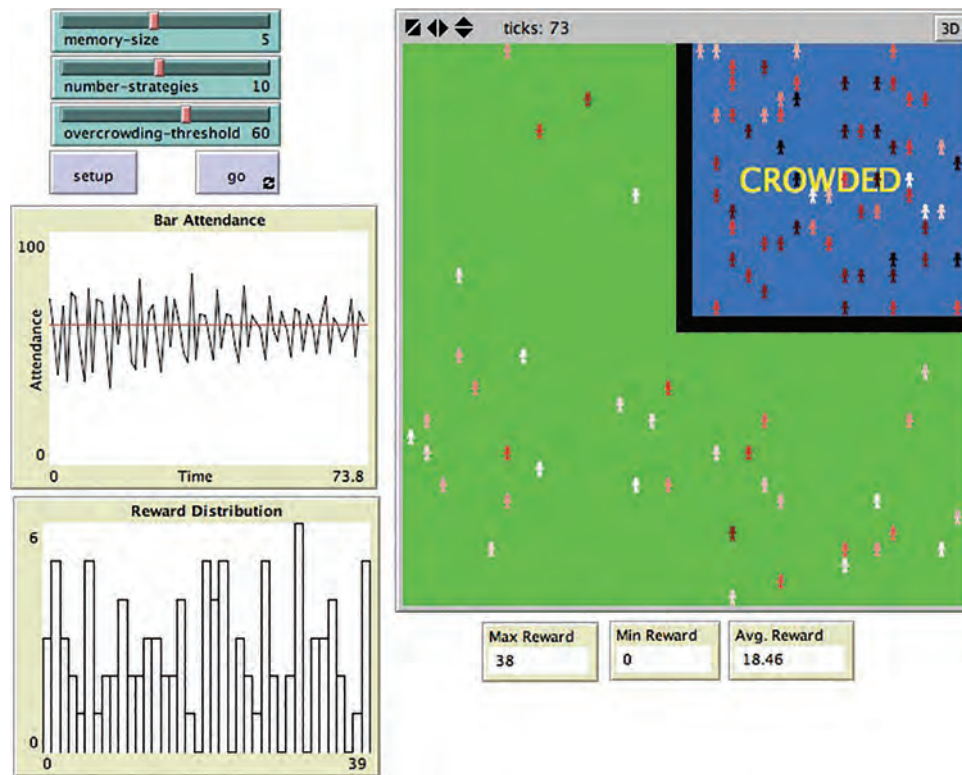 memory-size 5
number-strategies 10
overcrowding-threshold 60
setup
go
Bar Attendance
100
Attendance
0
0 Time 73.8
Reward Distribution
6
0
0 39
ticks: 73
3D
CROWDED
Max Reward
38
Min Reward
0
Avg. Reward
18.46